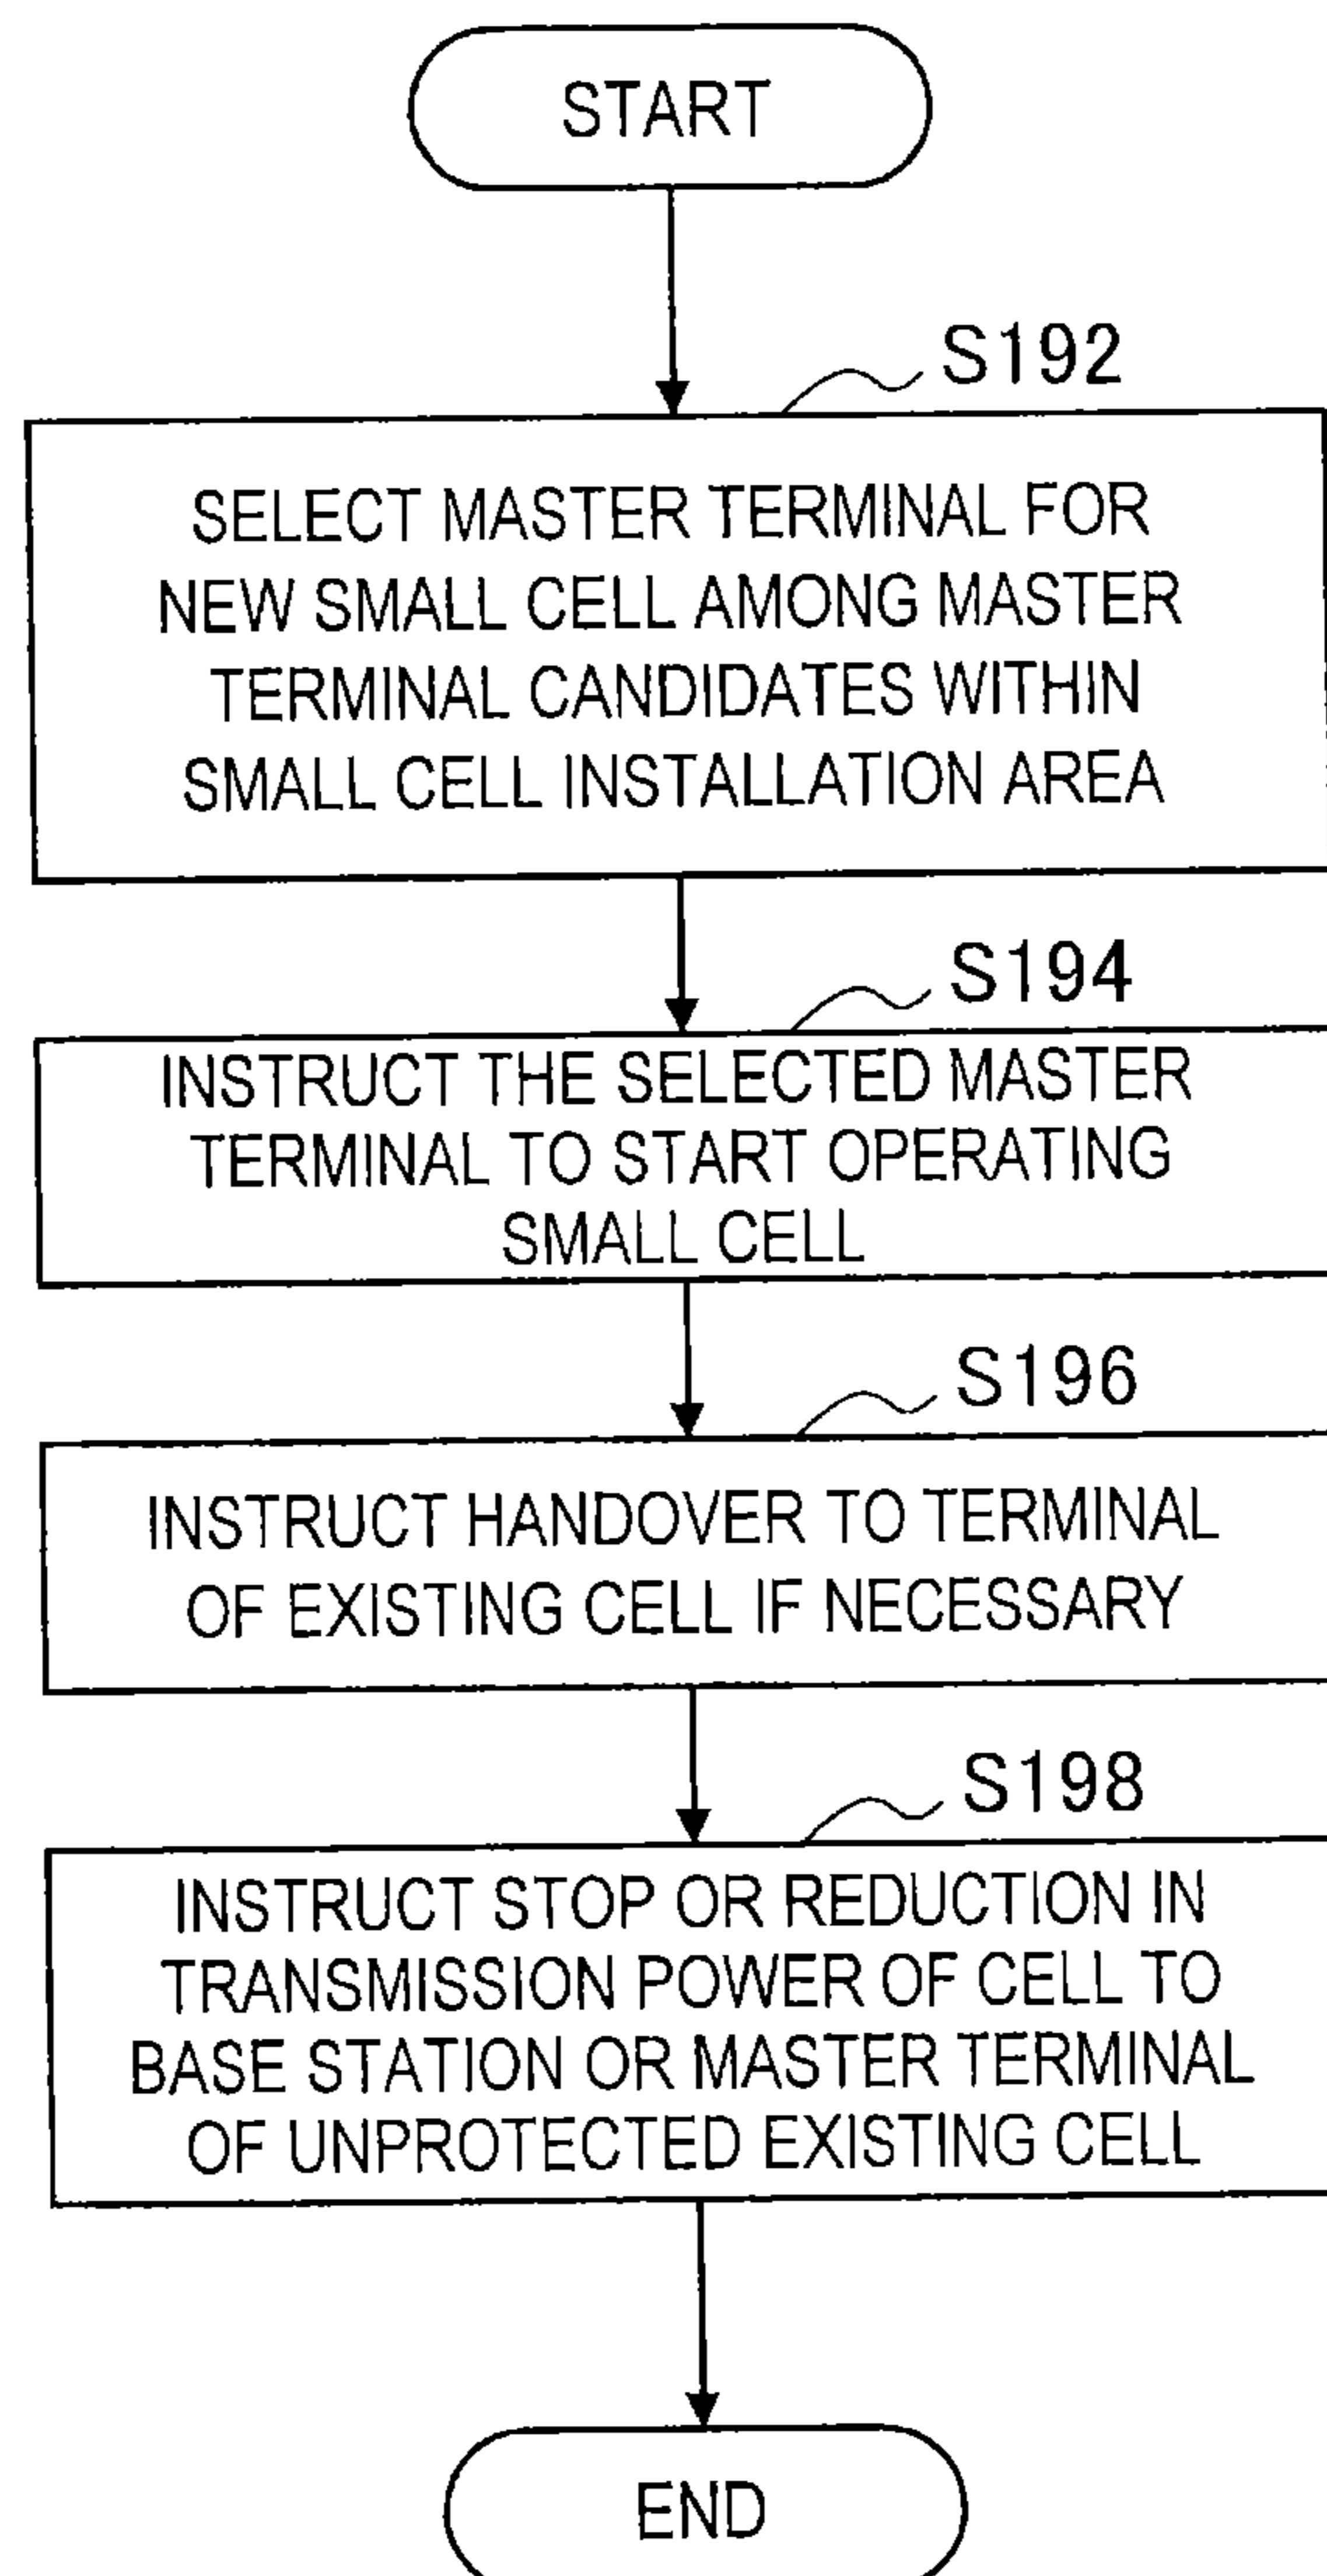 START
S192
SELECT MASTER TERMINAL FOR
NEW SMALL CELL AMONG MASTER
TERMINAL CANDIDATES WITHIN
SMALL CELL INSTALLATION AREA
S194
INSTRUCT THE SELECTED MASTER
TERMINAL TO START OPERATING
SMALL CELL
S196
INSTRUCT HANDOVER TO TERMINAL
OF EXISTING CELL IF NECESSARY
S198
INSTRUCT STOP OR REDUCTION IN
TRANSMISSION POWER OF CELL TO
BASE STATION OR MASTER TERMINAL
OF UNPROTECTED EXISTING CELL
END